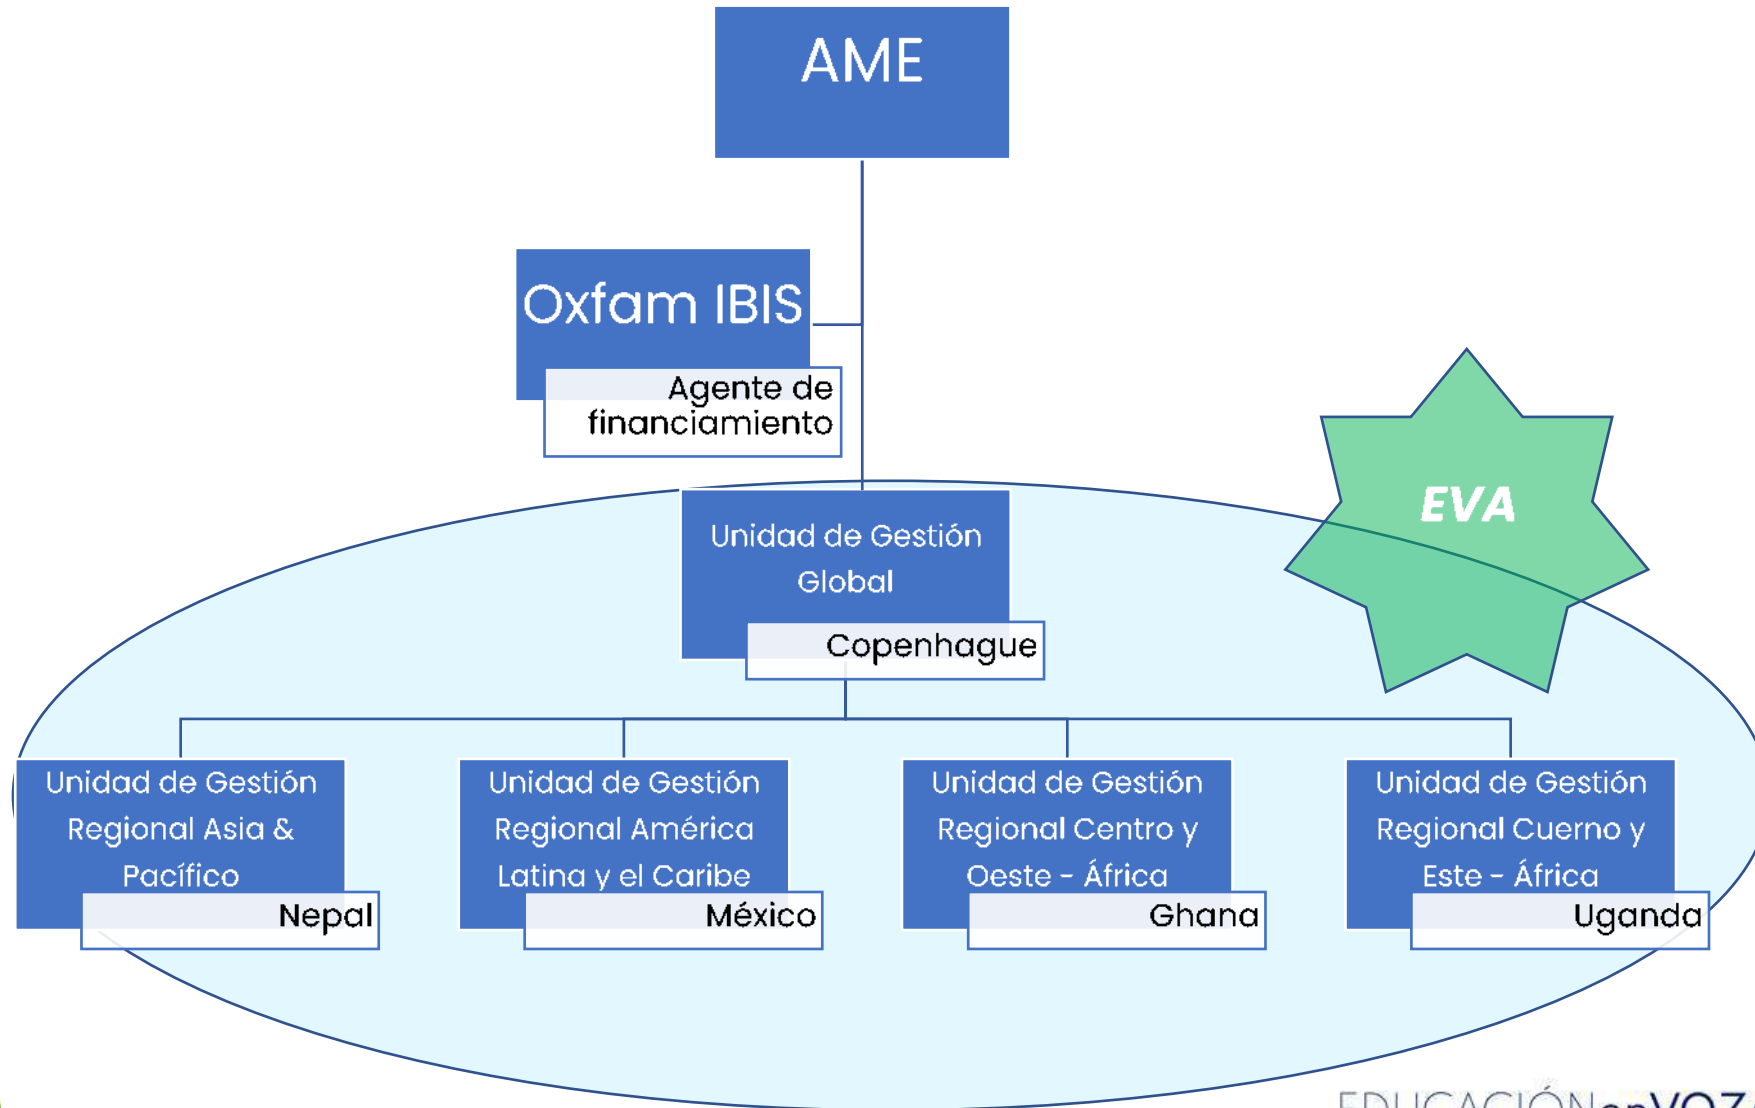 AME
Oxfam IBIS
Agente de
financiamiento
EVA
Unidad de Gestión
Global
Copenhague
Unidad de Gestión
Regional Asia &
Pacífico
Nepal
Unidad de Gestión
Regional América
Latina y el Caribe
México
Unidad de Gestión
Regional Centro y
Oeste - África
Ghana
Unidad de Gestión
Regional Cuerno y
Este - África
Uganda
EDUCACIÓNenVOZ